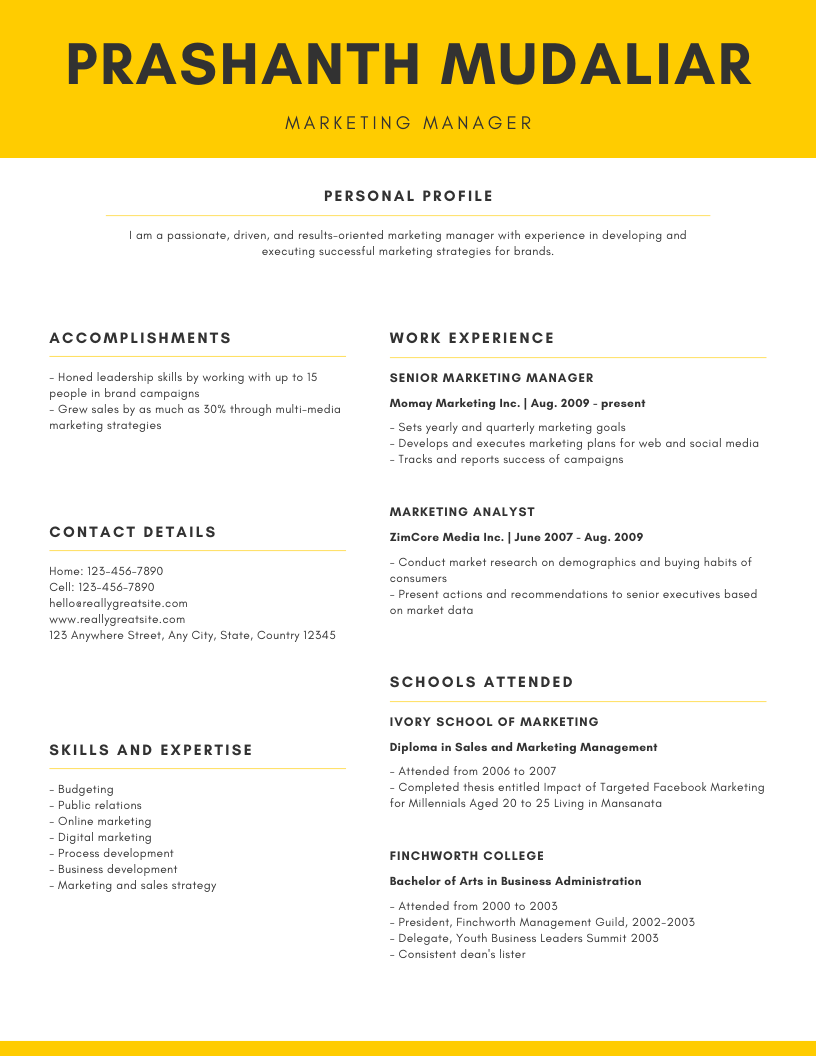 PRASHANTH MUDALIAR
MARKETING MANAGER
PERSONAL PROFILE
I am a passionate, driven, and results-oriented marketing manager with experience in developing and
executing successful marketing strategies for brands.
ACCOMPLISHMENTS
- Honed leadership skills by working with up to 15
people in brand campaigns
- Grew sales by as much as 30% through multi-media
marketing strategies
CONTACT DETAILS
Home: 123-456-7890
Cell: 123-456-7890
hello@reallygreatsite.com
www.reallygreatsite.com
123 Anywhere Street, Any City, State, Country 12345
SKILLS AND EXPERTISE
- Budgeting
- Public relations
- Online marketing
- Digital marketing
- Process development
- Business development
- Marketing and sales strategy
WORK EXPERIENCE
SENIOR MARKETING MANAGER
Momay Marketing Inc. | Aug. 2009 - present
- Sets yearly and quarterly marketing goals
- Develops and executes marketing plans for web and social media
- Tracks and reports success of campaigns
MARKETING ANALYST
ZimCore Media Inc. | June 2007 - Aug. 2009
- Conduct market research on demographics and buying habits of
consumers
- Present actions and recommendations to senior executives based
on market data
SCHOOLS ATTENDED
IVORY SCHOOL OF MARKETING
Diploma in Sales and Marketing Management
- Attended from 2006 to 2007
- Completed thesis entitled Impact of Targeted Facebook Marketing
for Millennials Aged 20 to 25 Living in Mansanata
FINCHWORTH COLLEGE
Bachelor of Arts in Business Administration
- Attended from 2000 to 2003
- President, Finchworth Management Guild, 2002-2003
- Delegate, Youth Business Leaders Summit 2003
- Consistent dean's lister